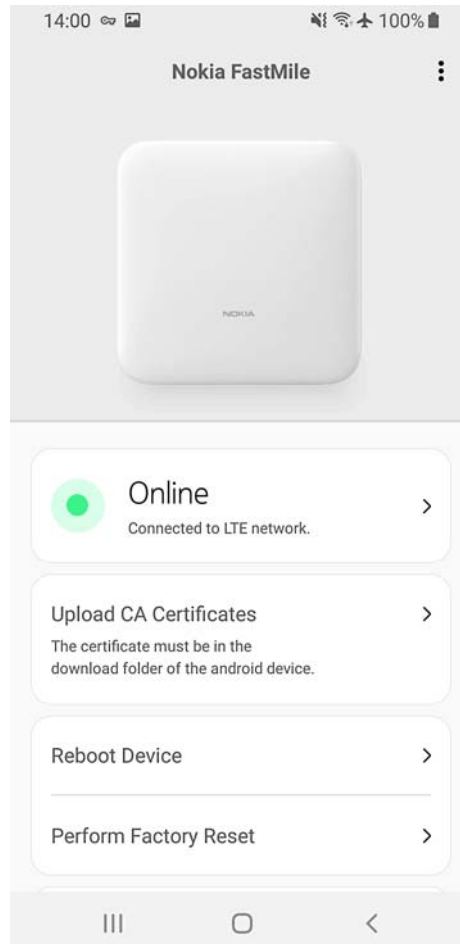 14:00 100%
Nokia FastMile
NOKIA
Online
Connected to LTE network.
Upload CA Certificates
The certificate must be in the
download folder of the android device.
Reboot Device
Perform Factory Reset